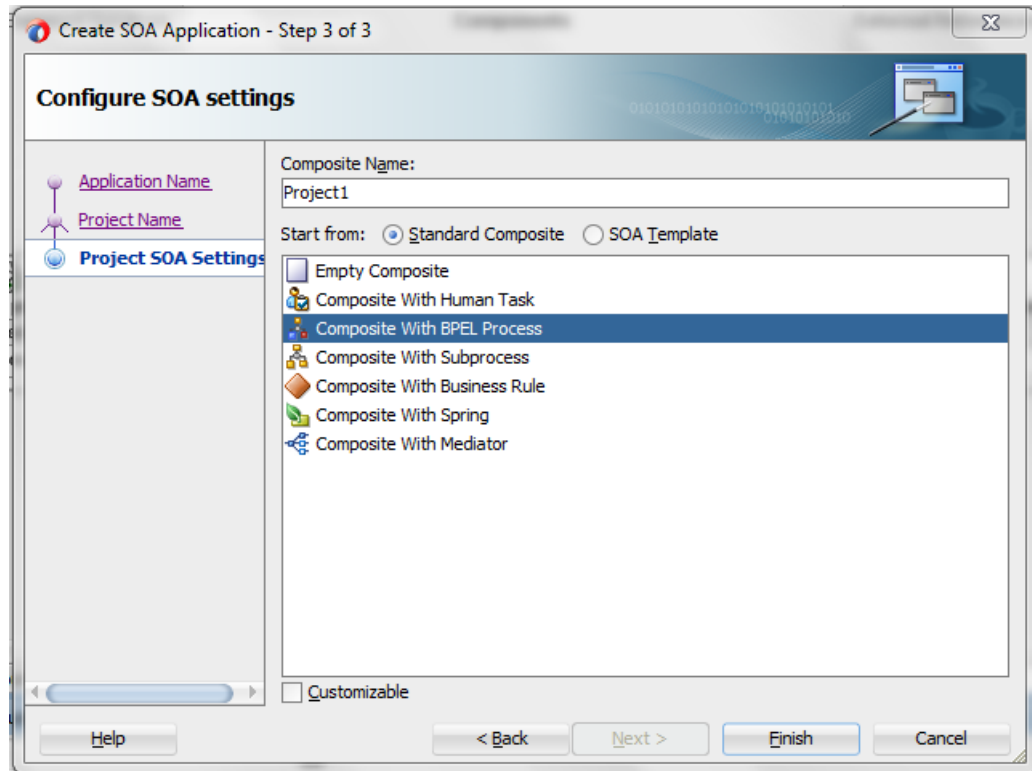 Create SOA Application - Step 3 of 3
Configure SOA settings
Application Name
Project Name
Project SOA Settings
Composite Name:
Project1
Start from: Standard Composite SOA Template
Empty Composite
Composite With Human Task
Composite With BPEL Process
Composite With Subprocess
Composite With Business Rule
Composite With Spring
Composite With Mediator
Customizable
Help < Back Next > Finish Cancel